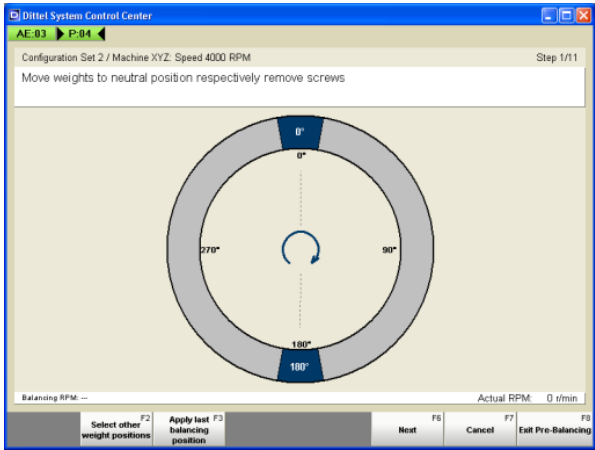 Dittel System Control Center
AE:03 P:04
Configuration Set 2 / Machine XYZ: Speed 4000 RPM Step 1/11
Move weights to neutral position respectively remove screws
0°
0°
270° 90°
180°
180°
Balancing RPM: --- Actual RPM: 0 r/min
F2 F3 F6 F7 F8
Select other Apply last
weight positions balancing Next Cancel Exit Pre-Balancing
position